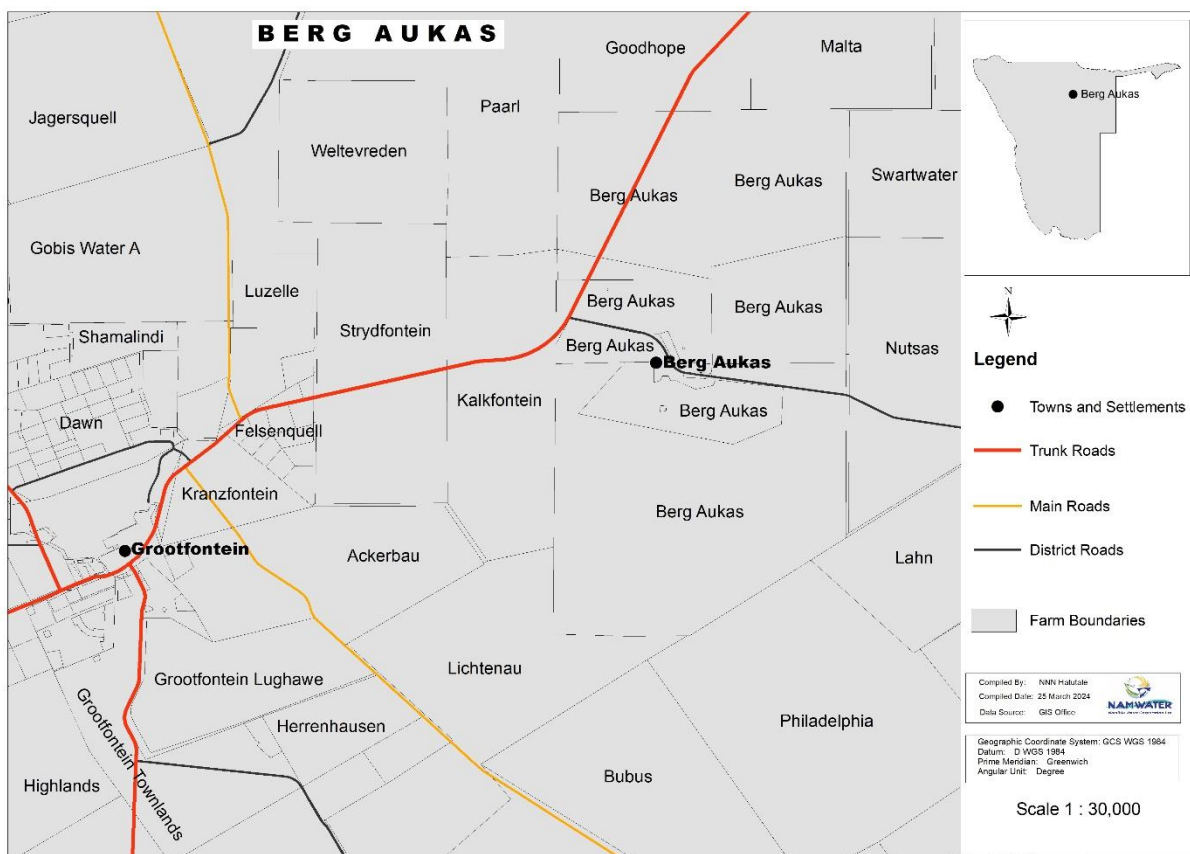 BERG AUKAS
Goodhope
Malta
Paarl
Jagersquell
Weltevreden
Berg Aukas
Berg Aukas
Swartwater
Gobis Water A
Luzelle
Berg Aukas
Berg Aukas
Shamalindi
Strydfontein
Berg Aukas
Nutsas
Berg Aukas
Kalkfontein
Berg Aukas
Dawn
Felsenquell
Kranzfontein
Berg Aukas
Grootfontein
Ackerbau
Lahn
Lichtenau
Grootfontein Lughawe
Herrenhausen
Philadelphia
Grootfontein Townlands
Highlands
Bubus
Berg Aukas
N
Legend
Towns and Settlements
Trunk Roads
Main Roads
District Roads
Farm Boundaries
Compiled By: NNN Hatutale
Compiled Date: 25 March 2024
Data Source: GIS Office
NAMWATER
Geographic Coordinate System: GCS WGS 1984
Datum: D WGS 1984
Prime Meridian: Greenwich
Angular Unit: Degree
Scale 1 : 30,000